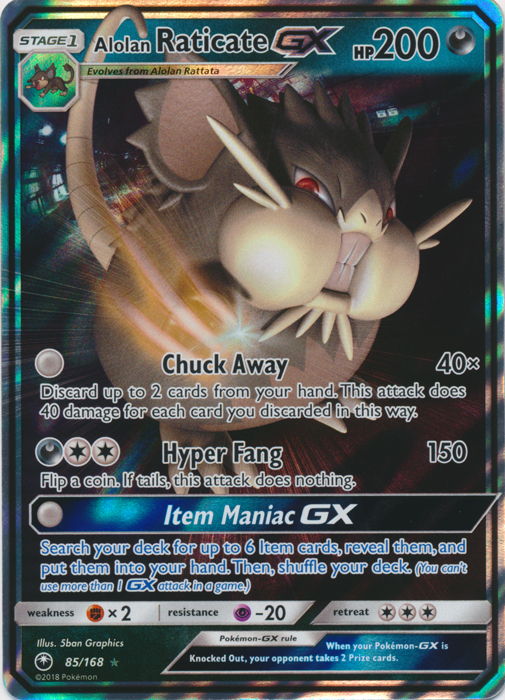 STAGE 1
Alolan Raticate GX HP200
Evolves from Alolan Rattata
Chuck Away 40×
Discard up to 2 cards from your hand. This attack does
40 damage for each card you discarded in this way.
Hyper Fang 150
Flip a coin. If tails, this attack does nothing.
Item Maniac GX
Search your deck for up to 6 Item cards, reveal them, and
put them into your hand. Then, shuffle your deck. (You can't
use more than 1 GX attack in a game.)
weakness ×2 resistance -20 retreat
Illus. 5ban Graphics
Pokémon-GX rule
When your Pokémon-GX is
Knocked Out, your opponent takes 2 Prize cards.
85/168 ★
©2018 Pokémon